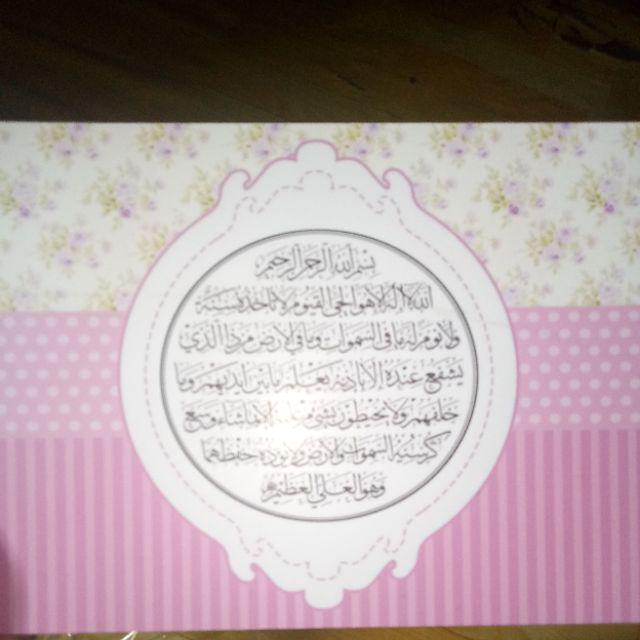 بسم الله الرحمن الرحيم
الله لا إله إلا هو الحي القيوم لا تأخذه سنة
ولا نوم له ما في السموات وما في الأرض من ذا الذي
يشفع عنده إلا بإذنه يعلم ما بين أيديهم وما
خلفهم ولا يحيطون بشيء من علمه إلا بما شاء وسع
كرسيه السموات والأرض ولا يؤده حفظهما
وهو العلي العظيم